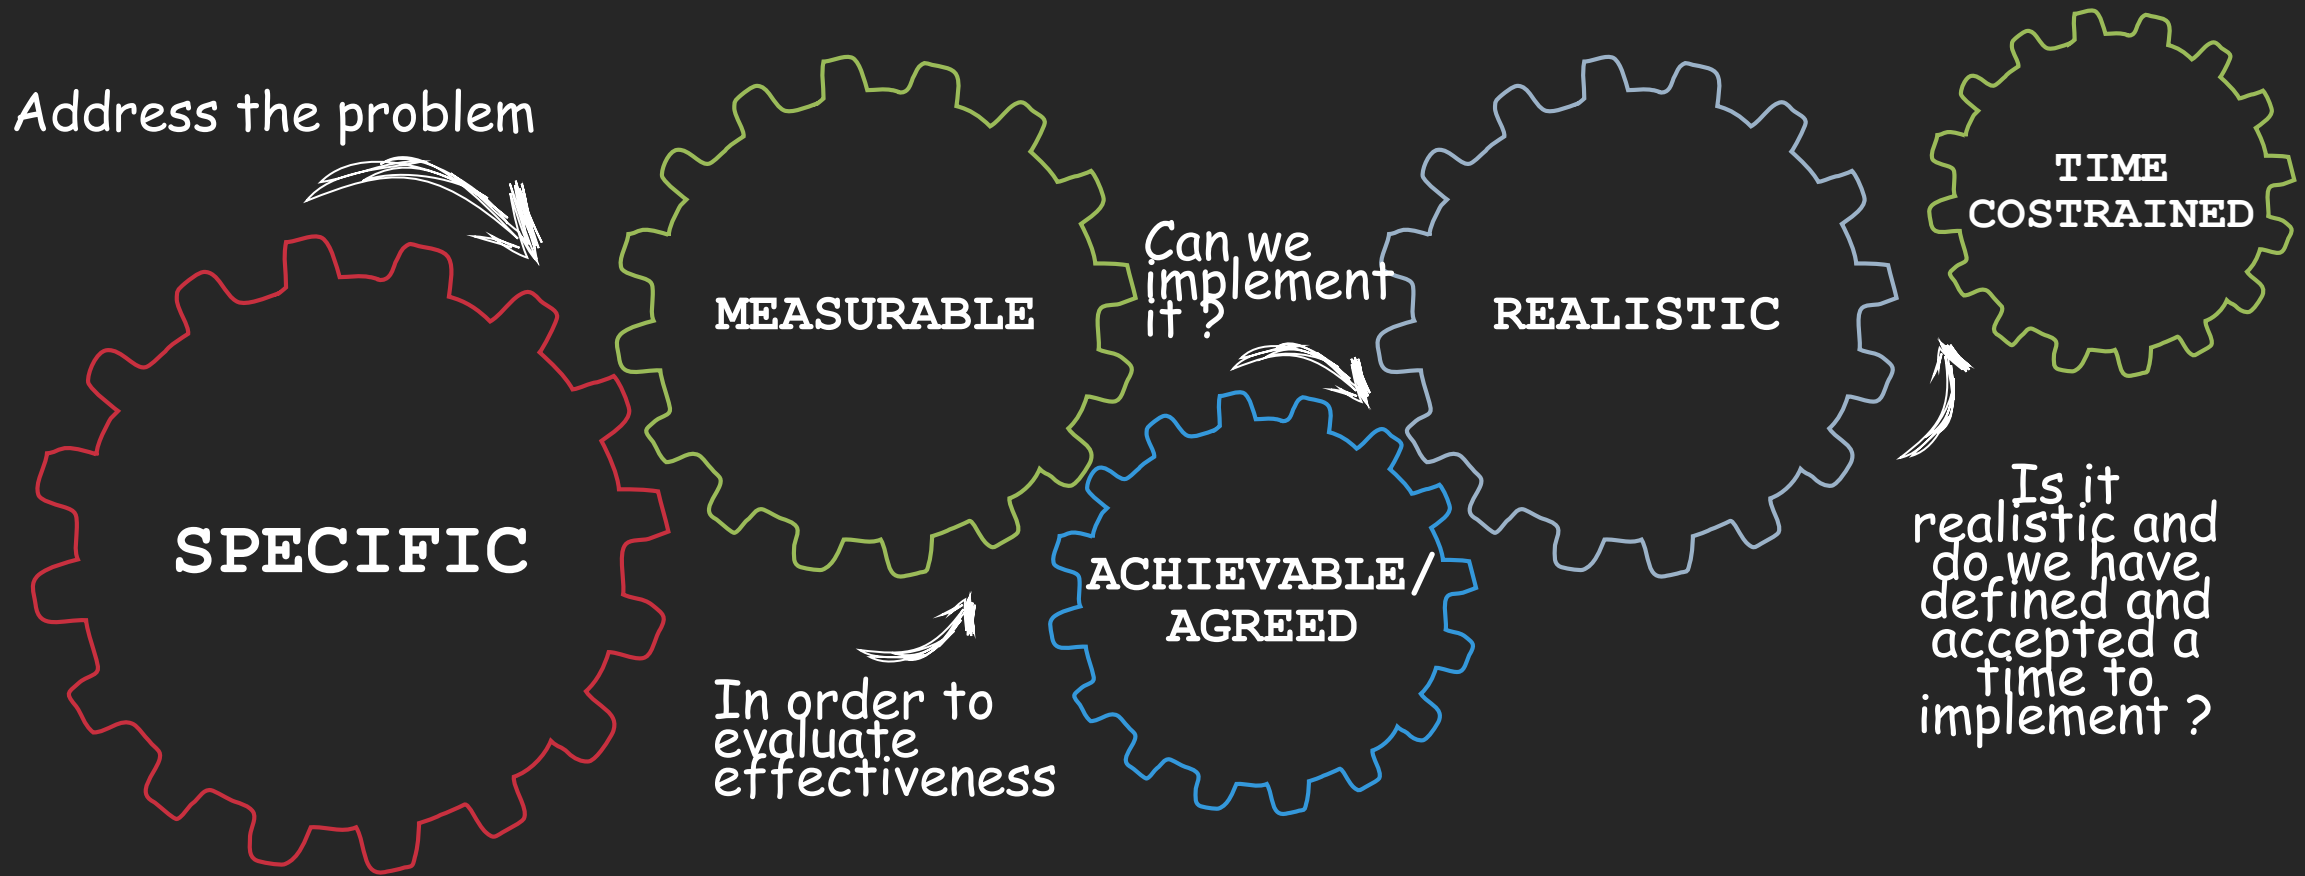 Address the problem
SPECIFIC
MEASURABLE
In order to
evaluate
effectiveness
Can we
implement
it ?
ACHIEVABLE/
AGREED
REALISTIC
TIME
COSTRAINED
Is it
realistic and
do we have
defined and
accepted a
time to
implement ?